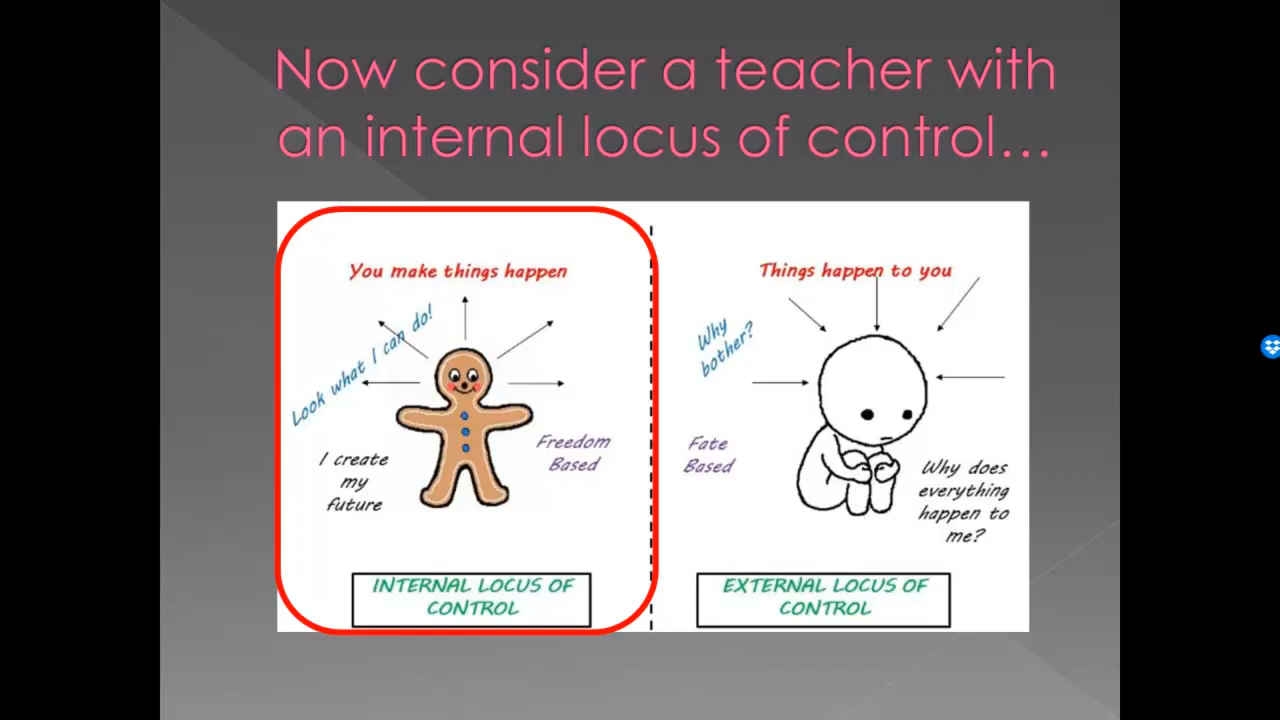 Now consider a teacher with
an internal locus of control...
You make things happen
Look what I can do!
I create
my
future
Freedom
Based
INTERNAL LOCUS OF
CONTROL
Things happen to you
Why
bother?
Fate
Based
Why does
everything
happen to
me?
EXTERNAL LOCUS OF
CONTROL